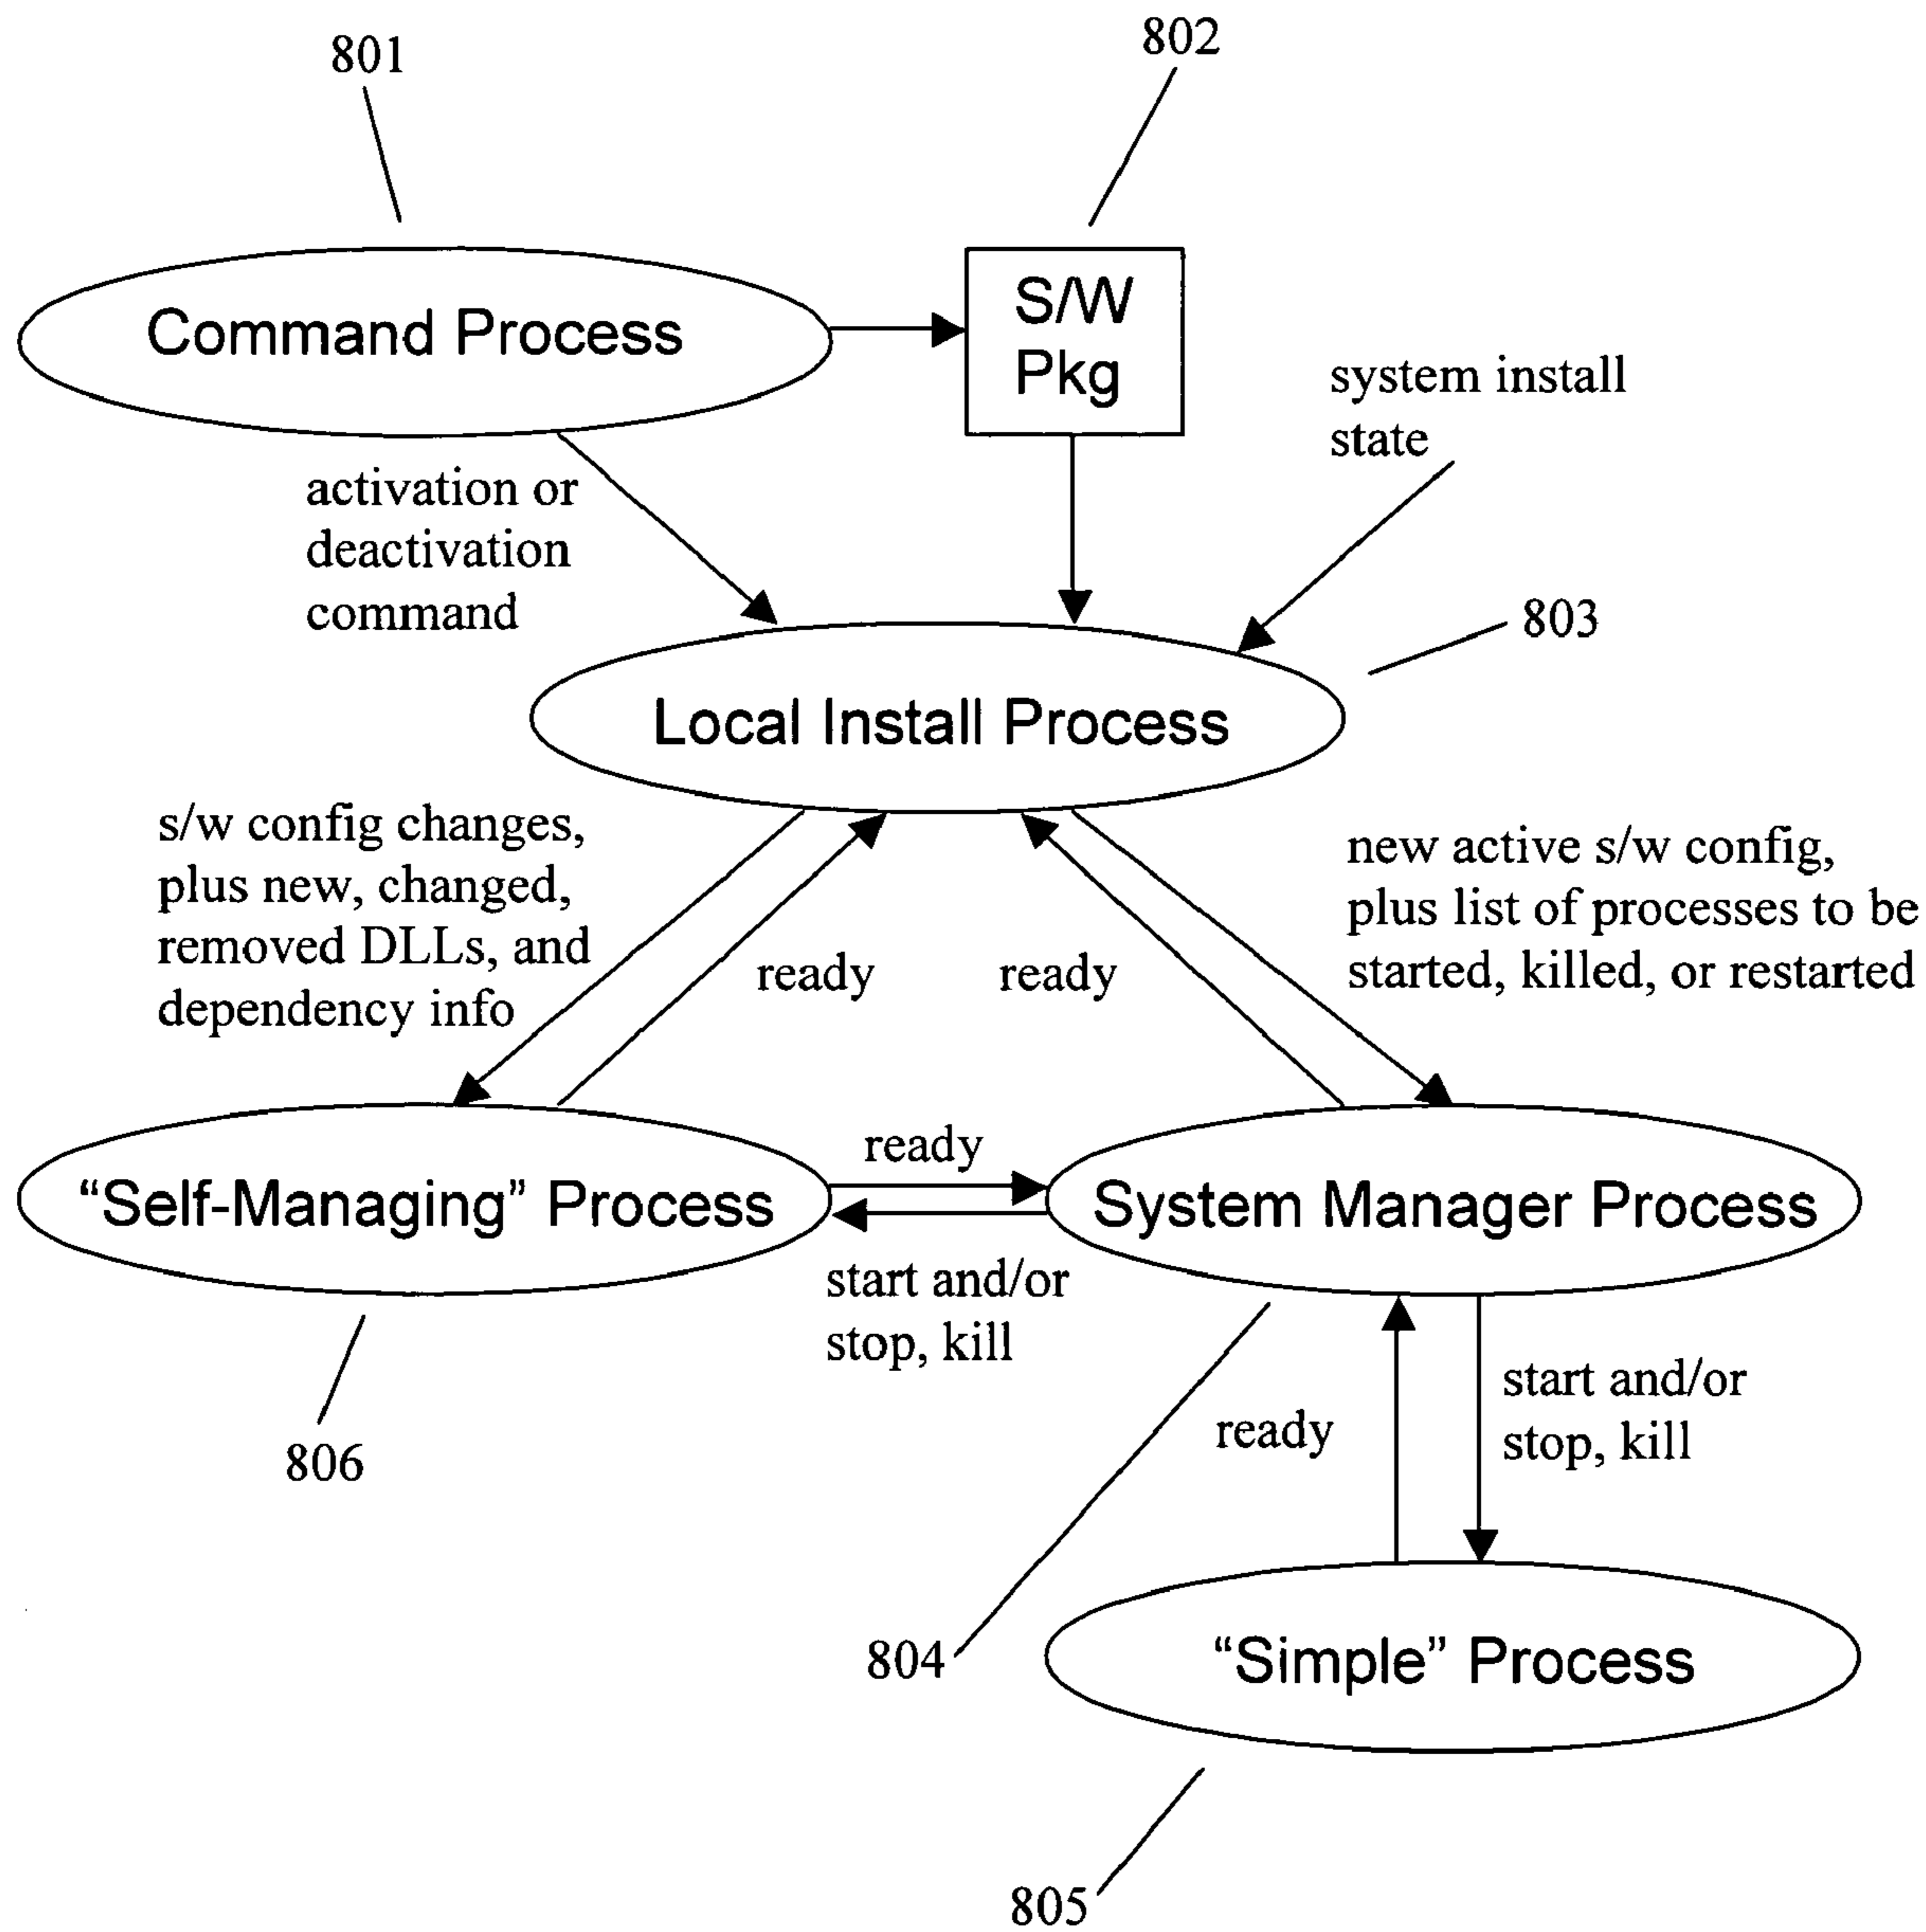 801
802
Command Process
S/W
Pkg
system install
state
activation or
deactivation
command
803
Local Install Process
s/w config changes,
plus new, changed,
removed DLLs, and
dependency info
ready
ready
new active s/w config,
plus list of processes to be
started, killed, or restarted
“Self-Managing” Process
ready
start and/or
stop, kill
System Manager Process
806
ready
start and/or
stop, kill
804
“Simple” Process
805